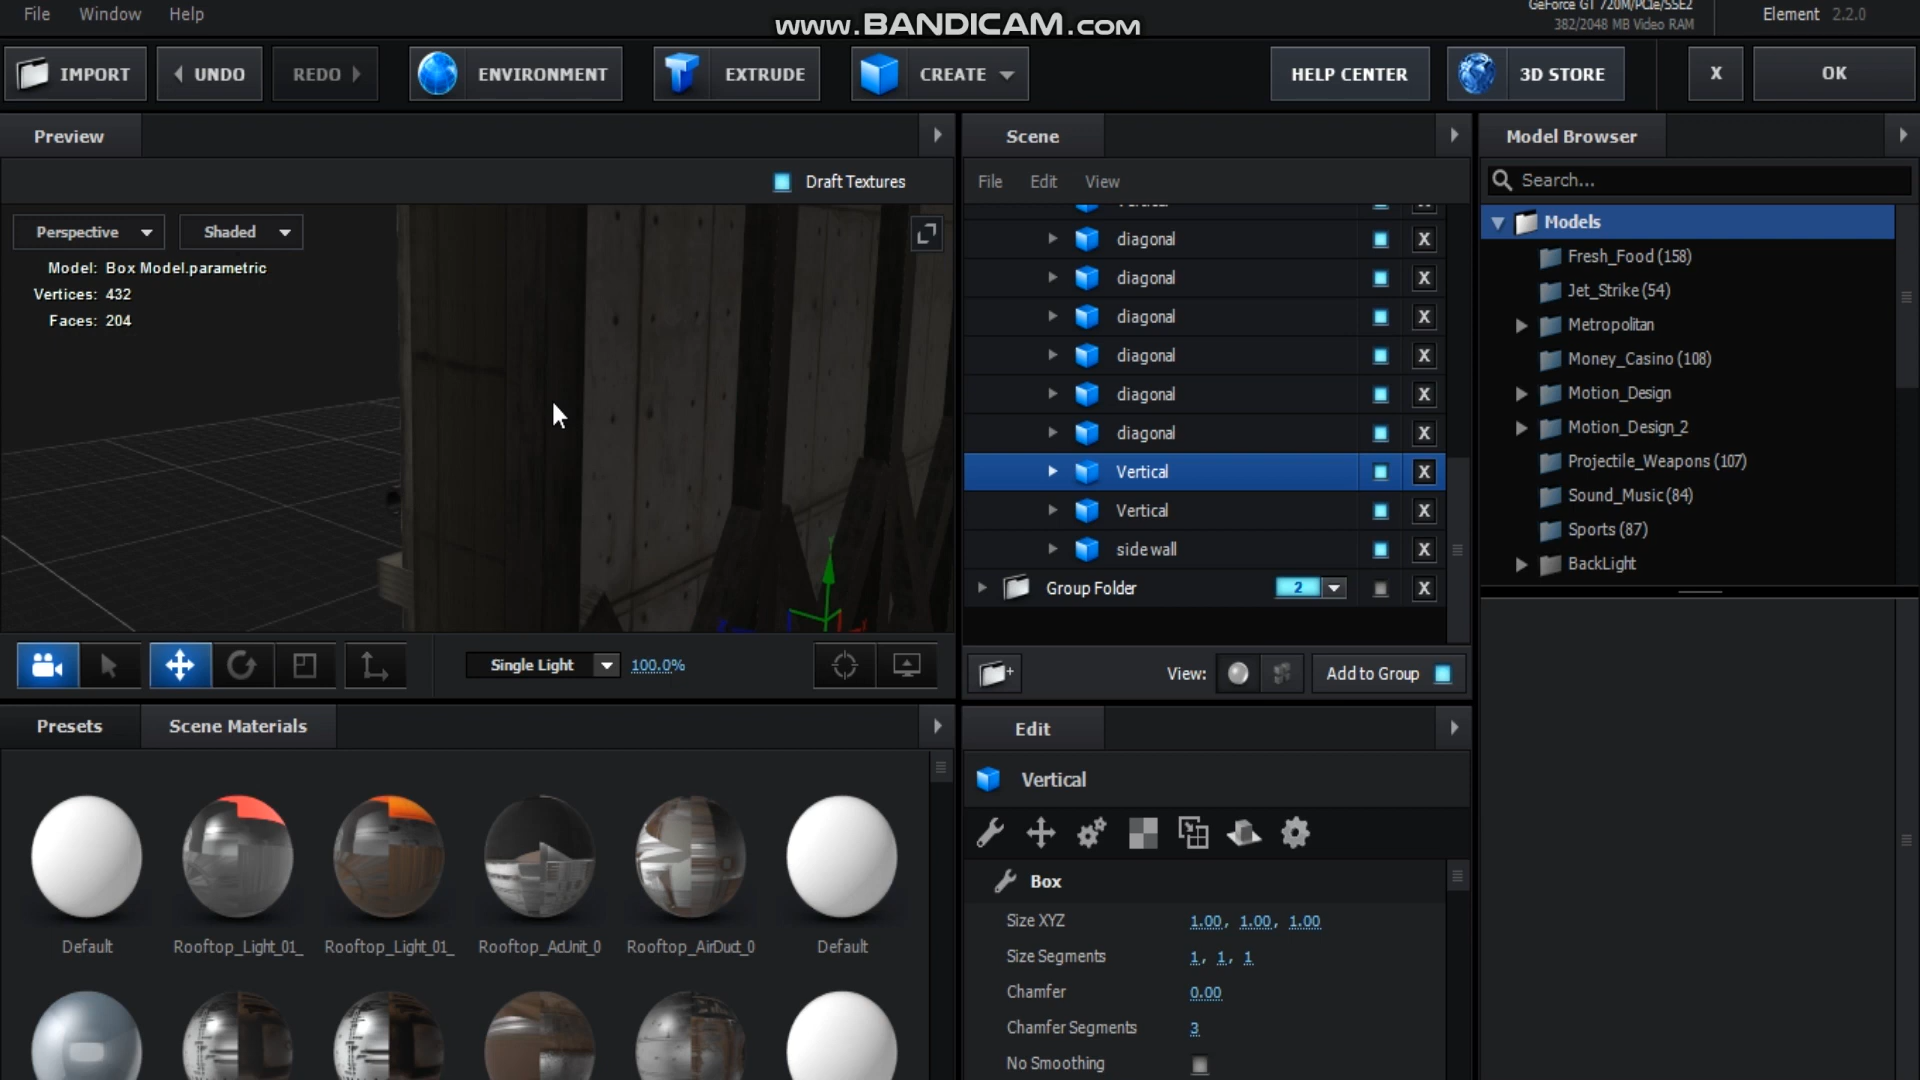 File Window Help
www.BANDICAM.com
GeForce GT 720M/PCIe/SSE2
382/2048 MB Video RAM
Element 2.2.0
IMPORT UNDO REDO ENVIRONMENT EXTRUDE CREATE HELP CENTER 3D STORE X OK
Preview
Draft Textures
Perspective Shaded
Model: Box Model.parametric
Vertices: 432
Faces: 204
Single Light 100.0%
Scene
File Edit View
Vertical
diagonal X
diagonal X
diagonal X
diagonal X
diagonal X
diagonal X
Vertical X
Vertical X
side wall X
Group Folder 2 X
View: Add to Group
Model Browser
Search...
Models
Fresh_Food (158)
Jet_Strike (54)
Metropolitan
Money_Casino (108)
Motion_Design
Motion_Design_2
Projectile_Weapons (107)
Sound_Music (84)
Sports (87)
BackLight
Presets Scene Materials
Default Rooftop_Light_01_ Rooftop_Light_01_ Rooftop_AcUnit_0 Rooftop_AirDuct_0 Default
Edit
Vertical
Box
Size XYZ 1.00, 1.00, 1.00
Size Segments 1, 1, 1
Chamfer 0.00
Chamfer Segments 3
No Smoothing